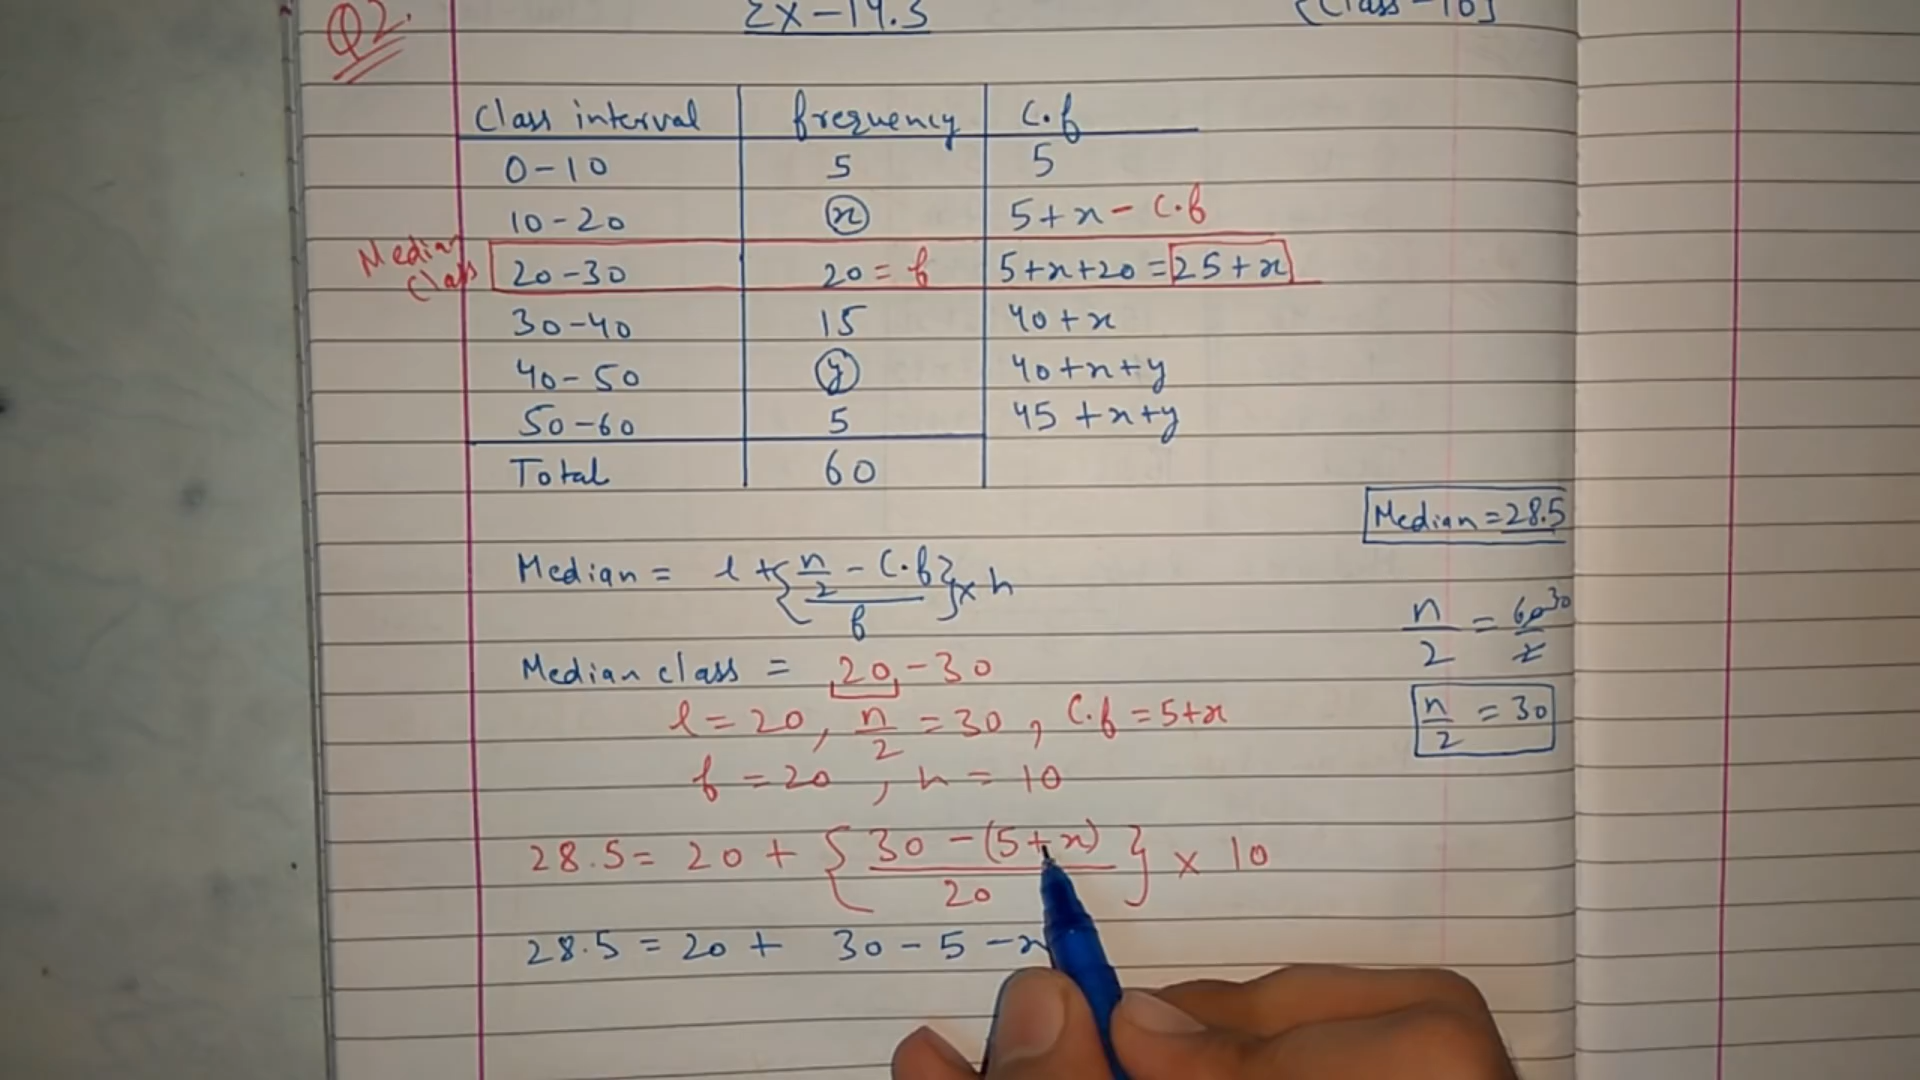 Q2.
Ex-14.3
{Class-10}
Class interval frequency C.f
0-10 5 5
10-20 x 5+x - C.f
Median Class 20-30 20 = f 5+x+20 = 25+x
30-40 15 40+x
40-50 y 40+x+y
50-60 5 45+x+y
Total 60
Median = 28.5
Median = l + {n/2 - C.f / f} × h
n/2 = 60/2 30
Median class = 20-30
l = 20, n/2 = 30, C.f = 5+x
n/2 = 30
f = 20, h = 10
28.5 = 20 + {30 - (5+x) / 20} × 10
28.5 = 20 + 30 - 5 - x